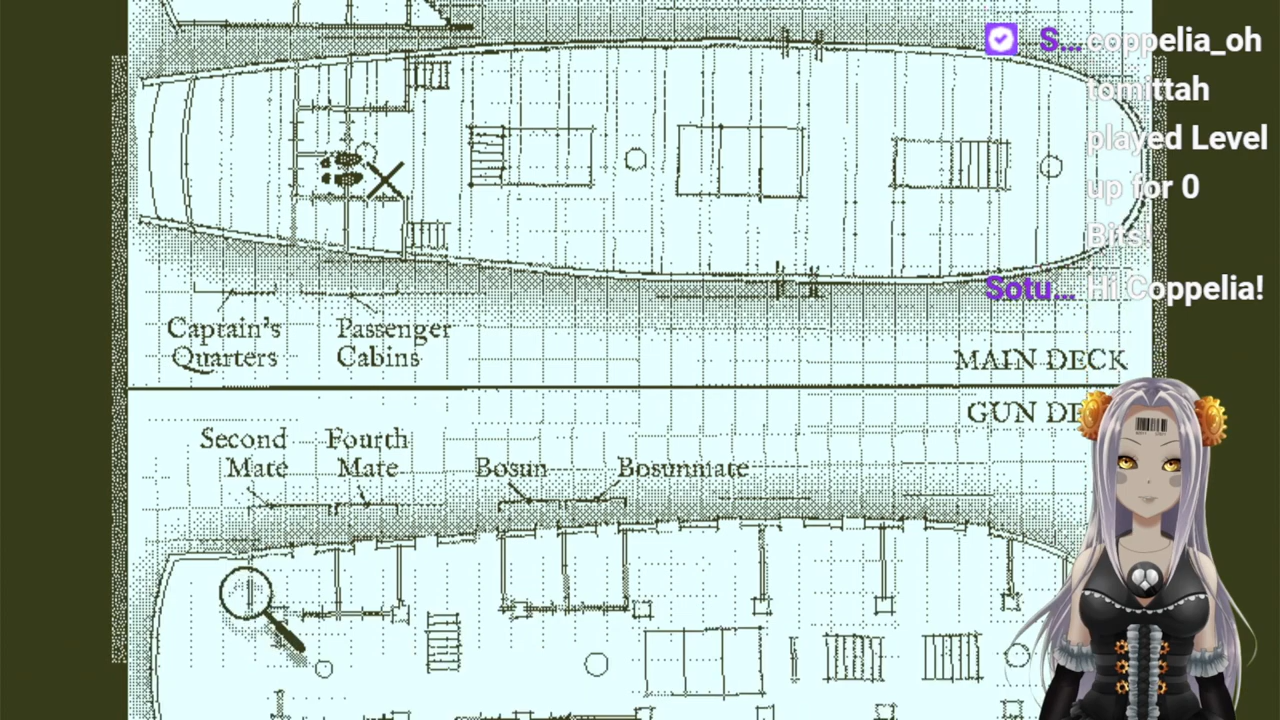 S... coppelia_oh
tomittah
played Level
up for 0
Bits!
Sotu... Hi Coppelia!
Captain's
Quarters
Passenger
Cabins
MAIN DECK
GUN DE
Second
Mate
Fourth
Mate
Bosun
Bosunmate